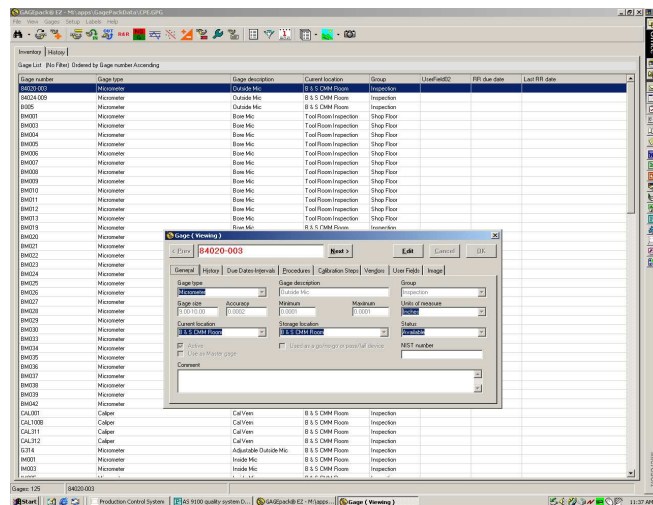 GAGEpack® EZ - M:\apps\GagePackData\CPC.GPG
File View Gages Setup Labels Help
Inventory History
Gage List (No Filter) Ordered by Gage number Ascending
Gage number Gage type Gage description Current location Group UserField02 RR due date Last RR date
84020-003 Micrometer Outside Mic B & S CMM Room Inspection
84024-009 Micrometer Outside Mic B & S CMM Room Inspection
B005 Micrometer Outside Mic B & S CMM Room Inspection
BM001 Micrometer Bore Mic Tool Room Inspection Shop Floor
BM003 Micrometer Bore Mic Tool Room Inspection Shop Floor
BM004 Micrometer Bore Mic Tool Room Inspection Shop Floor
BM005 Micrometer Bore Mic Tool Room Inspection Shop Floor
BM006 Micrometer Bore Mic Tool Room Inspection Shop Floor
BM007 Micrometer Bore Mic Tool Room Inspection Shop Floor
BM008 Micrometer Bore Mic Tool Room Inspection Shop Floor
BM009 Micrometer Bore Mic Tool Room Inspection Shop Floor
BM010 Micrometer Bore Mic Tool Room Inspection Shop Floor
BM011 Micrometer Bore Mic Tool Room Inspection Shop Floor
BM012 Micrometer Bore Mic Tool Room Inspection Shop Floor
BM013 Micrometer Bore Mic Tool Room Inspection Shop Floor
BM019 Micrometer Bore Mic B & S CMM Room Inspection
BM020 Micrometer
BM021 Micrometer
BM022 Micrometer
BM023 Micrometer
BM024 Micrometer
BM025 Micrometer
BM026 Micrometer
BM027 Micrometer
BM028 Micrometer
BM029 Micrometer
BM030 Micrometer
BM033 Micrometer
BM034 Micrometer
BM035 Micrometer
BM036 Micrometer
BM037 Micrometer
BM038 Micrometer
BM039 Micrometer
BM042 Micrometer
CAL001 Caliper Cal Vern B & S CMM Room Inspection
CAL1008 Caliper Cal Vern B & S CMM Room Inspection
CAL311 Caliper Cal Vern B & S CMM Room Inspection
CAL312 Caliper Cal Vern B & S CMM Room Inspection
G314 Micrometer Adjustable Outside Mic B & S CMM Room Inspection
IM001 Micrometer Inside Mic B & S CMM Room Inspection
IM003 Micrometer Inside Mic B & S CMM Room Inspection
Gage ( Viewing )
< Prev 84020-003 Next > Edit Cancel OK
General History Due Dates-Intervals Procedures Calibration Steps Vendors User Fields Image
Gage type Gage description Group
Micrometer Outside Mic Inspection
Gage size Accuracy Minimum Maximum Units of measure
9.00/10.00 0.0002 0.0001 0.0001 Inches
Current location Storage location Status
B & S CMM Room B & S CMM Room Available
Active Used as a go/no-go or pass/fail device NIST number
Use as Master gage
Comment
Gages: 125 84020-003
Start Production Control System AS 9100 quality system D... GAGEpack® EZ - M:\apps... Gage ( Viewing ) 11:37 AM